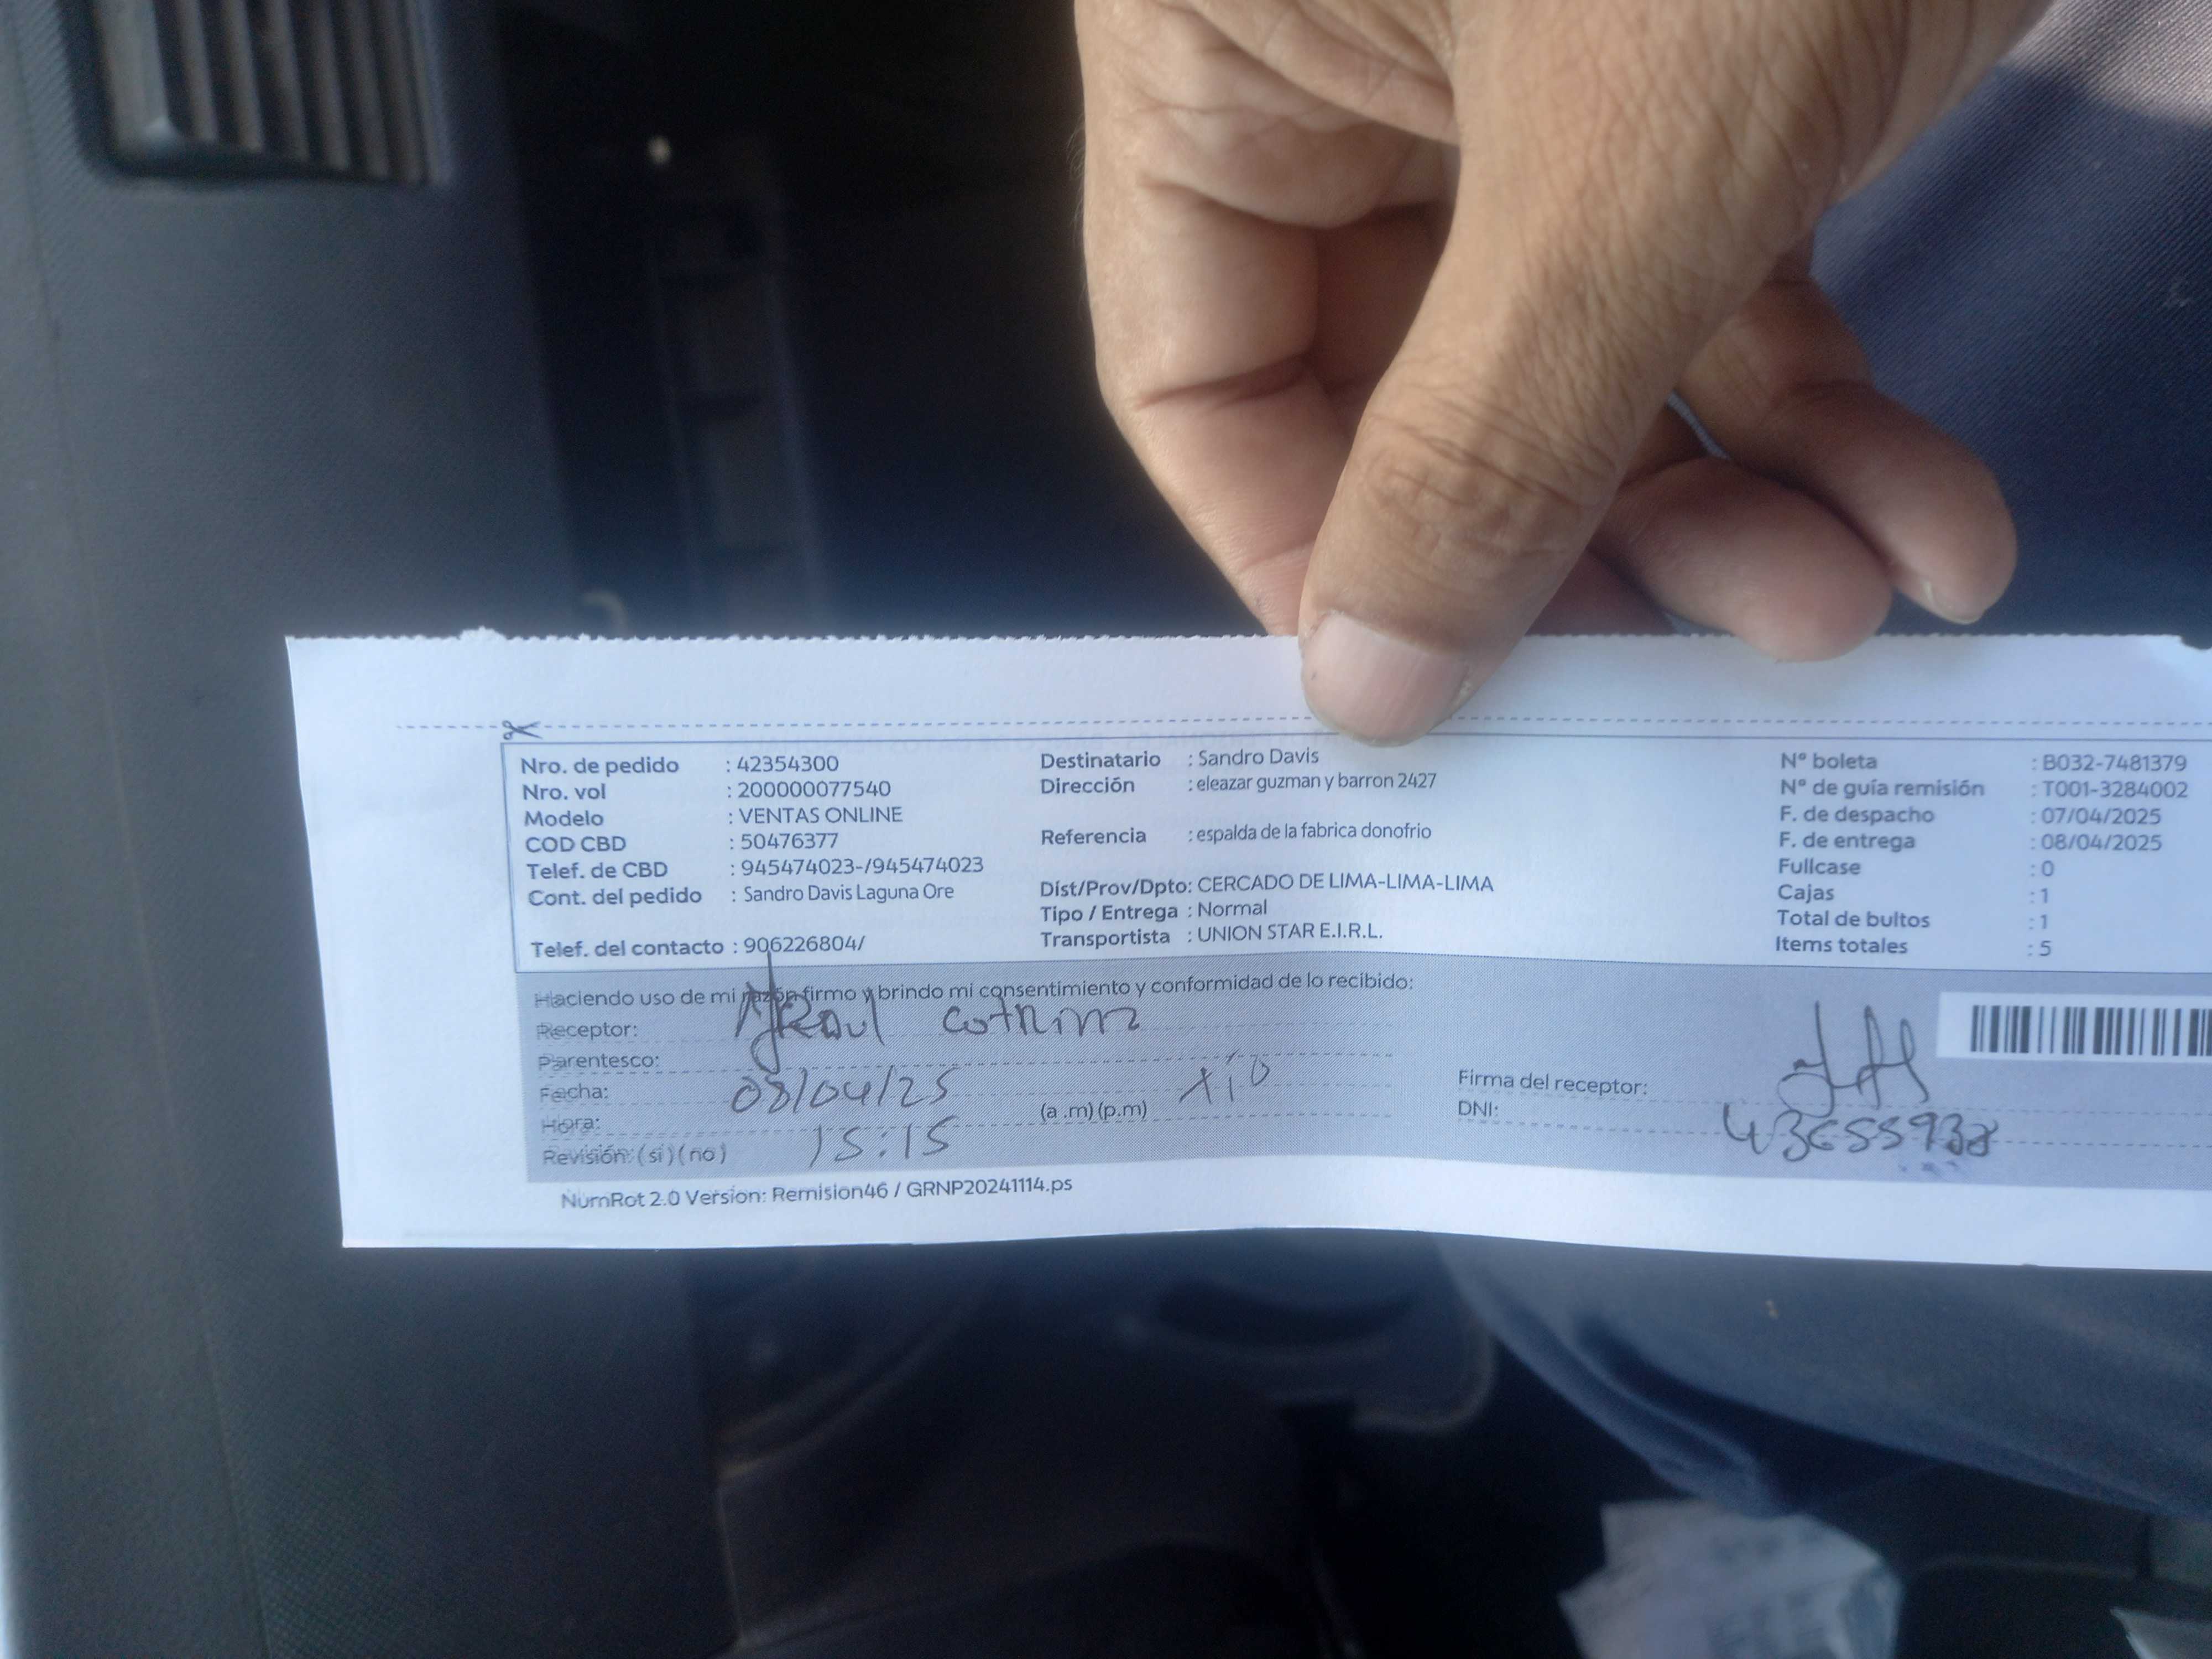 Nro. de pedido : 42354300
Nro. vol : 200000077540
Modelo : VENTAS ONLINE
COD CBD : 50476377
Telef. de CBD : 945474023-/945474023
Cont. del pedido : Sandro Davis Laguna Ore
Telef. del contacto : 906226804/
Destinatario : Sandro Davis
Dirección : eleazar guzman y barron 2427
Referencia : espalda de la fabrica donofrio
Dist/Prov/Dpto: CERCADO DE LIMA-LIMA-LIMA
Tipo / Entrega : Normal
Transportista : UNION STAR E.I.R.L.
Nº boleta : B032-7481379
Nº de guía remisión : T001-3284002
F. de despacho : 07/04/2025
F. de entrega : 08/04/2025
Fullcase : 0
Cajas : 1
Total de bultos : 1
Items totales : 5
Haciendo uso de mi razón firmo y brindo mi consentimiento y conformidad de lo recibido:
Receptor: Raul Cotrina
Parentesco: tio
Fecha: 08/04/25
Hora: 15:15 (a .m) (p.m)
Revisión: (si) (no)
Firma del receptor:
DNI: 43655938
NumRot 2.0 Version: Remision46 / GRNP20241114.ps